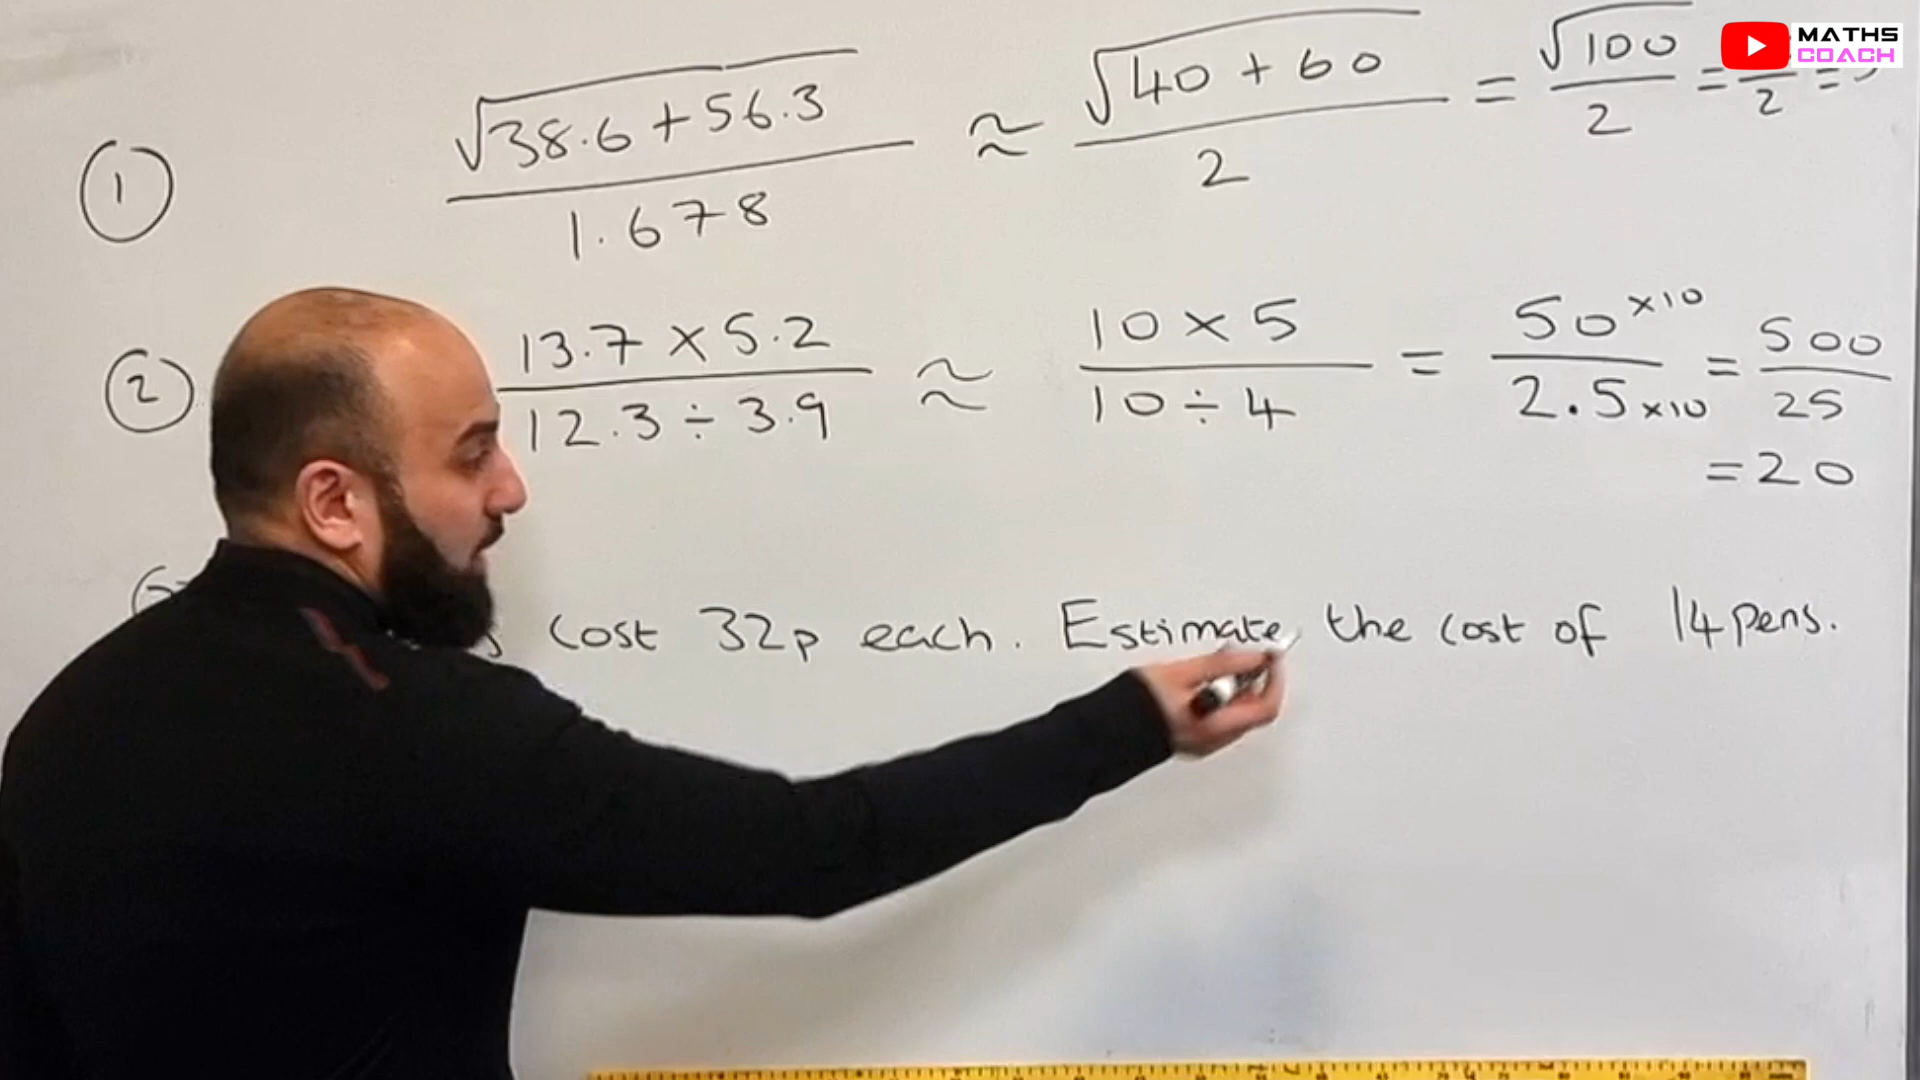 MATHS
COACH
① √38.6+56.3 / 1.678 ≈ √40+60 / 2 = √100 / 2 = / 2 =
② 13.7 × 5.2 / 12.3 ÷ 3.9 ≈ 10 × 5 / 10 ÷ 4 = 50 ×10 / 2.5 ×10 = 500 / 25
= 20
cost 32p each. Estimate the cost of 14 pens.